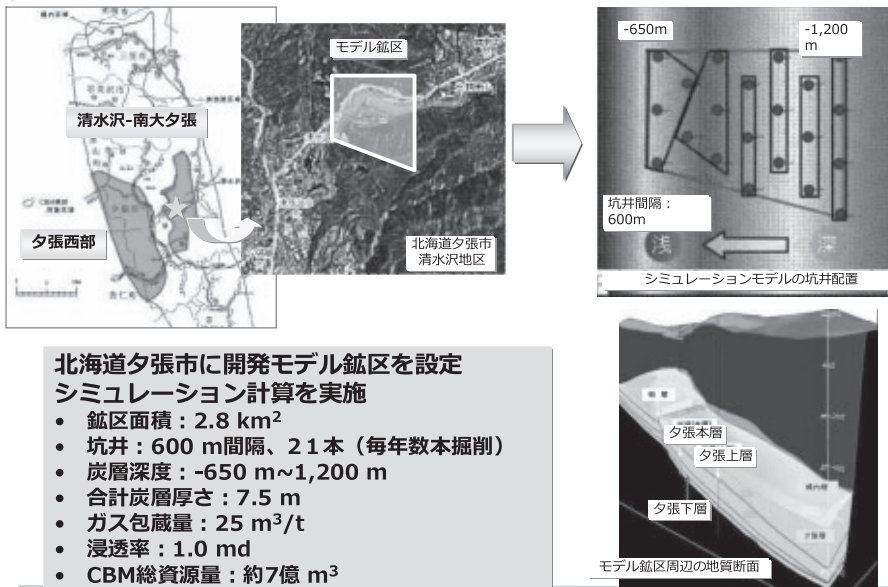 清水沢-南大夕張
夕張西部
モデル鉱区
北海道夕張市
清水沢地区
-650m
-1,200
m
坑井間隔：
600m
浅
深
シミュレーションモデルの坑井配置
北海道夕張市に開発モデル鉱区を設定
シミュレーション計算を実施
• 鉱区面積：2.8 km²
• 坑井：600 m間隔、２１本（毎年数本掘削）
• 炭層深度：-650 m~1,200 m
• 合計炭層厚さ：7.5 m
• ガス包蔵量：25 m³/t
• 浸透率：1.0 md
• CBM総資源量：約7億 m³
夕張本層
夕張上層
夕張下層
モデル鉱区周辺の地質断面